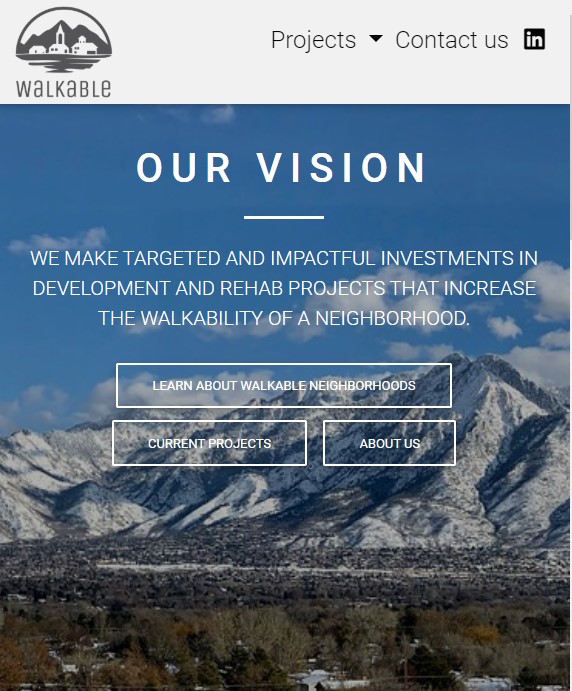 WALKABLE
Projects
Contact us
in
OUR VISION
WE MAKE TARGETED AND IMPACTFUL INVESTMENTS IN
DEVELOPMENT AND REHAB PROJECTS THAT INCREASE
THE WALKABILITY OF A NEIGHBORHOOD.
LEARN ABOUT WALKABLE NEIGHBORHOODS
CURRENT PROJECTS
ABOUT US